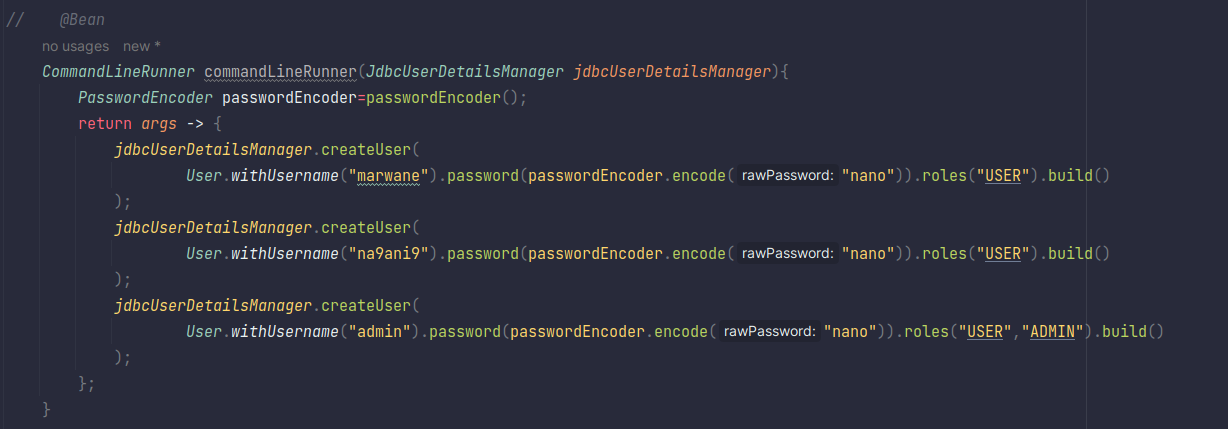 //    @Bean
no usages   new *
CommandLineRunner commandLineRunner(JdbcUserDetailsManager jdbcUserDetailsManager){
PasswordEncoder passwordEncoder=passwordEncoder();
return args -> {
jdbcUserDetailsManager.createUser(
User.withUsername("marwane").password(passwordEncoder.encode( rawPassword: "nano")).roles("USER").build()
);
jdbcUserDetailsManager.createUser(
User.withUsername("na9ani9").password(passwordEncoder.encode( rawPassword: "nano")).roles("USER").build()
);
jdbcUserDetailsManager.createUser(
User.withUsername("admin").password(passwordEncoder.encode( rawPassword: "nano")).roles("USER","ADMIN").build()
);
};
}